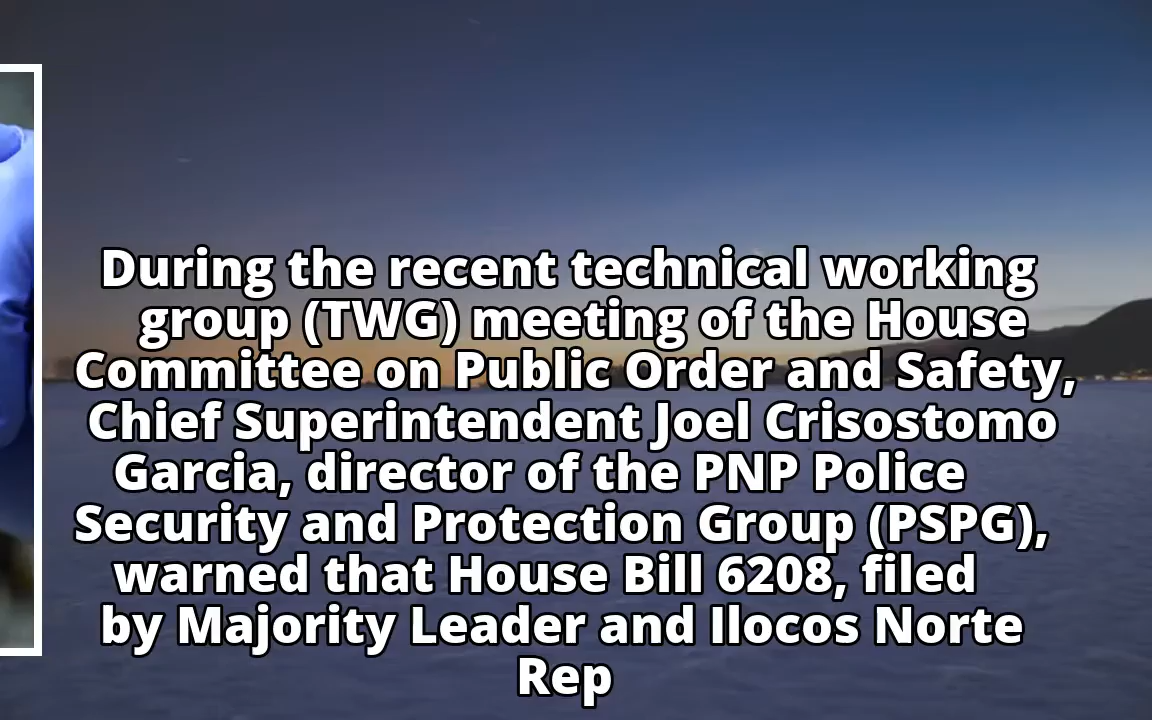 During the recent technical working
group (TWG) meeting of the House
Committee on Public Order and Safety,
Chief Superintendent Joel Crisostomo
Garcia, director of the PNP Police
Security and Protection Group (PSPG),
warned that House Bill 6208, filed
by Majority Leader and Ilocos Norte
Rep